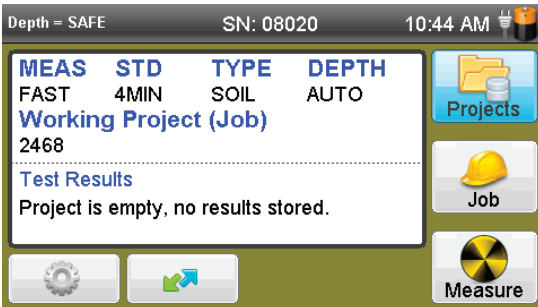 Depth = SAFE SN: 08020 10:44 AM
MEAS STD TYPE DEPTH
FAST 4MIN SOIL AUTO
Working Project (Job)
2468
Test Results
Project is empty, no results stored.
Projects
Job
Measure